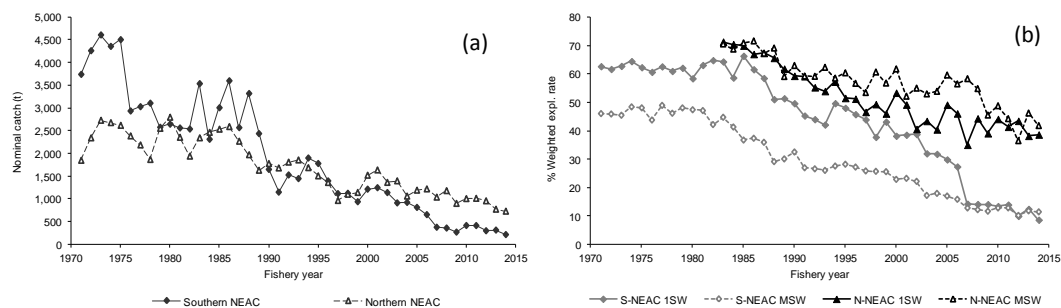 (a)
Nominal catch (t)
5,000
4,500
4,000
3,500
3,000
2,500
2,000
1,500
1,000
500
0
1970 1975 1980 1985 1990 1995 2000 2005 2010 2015
Fishery year
Southern NEAC Northern NEAC
(b)
% Weighted expl. rate
80
70
60
50
40
30
20
10
0
1970 1975 1980 1985 1990 1995 2000 2005 2010 2015
Fishery year
S-NEAC 1SW S-NEAC MSW N-NEAC 1SW N-NEAC MSW